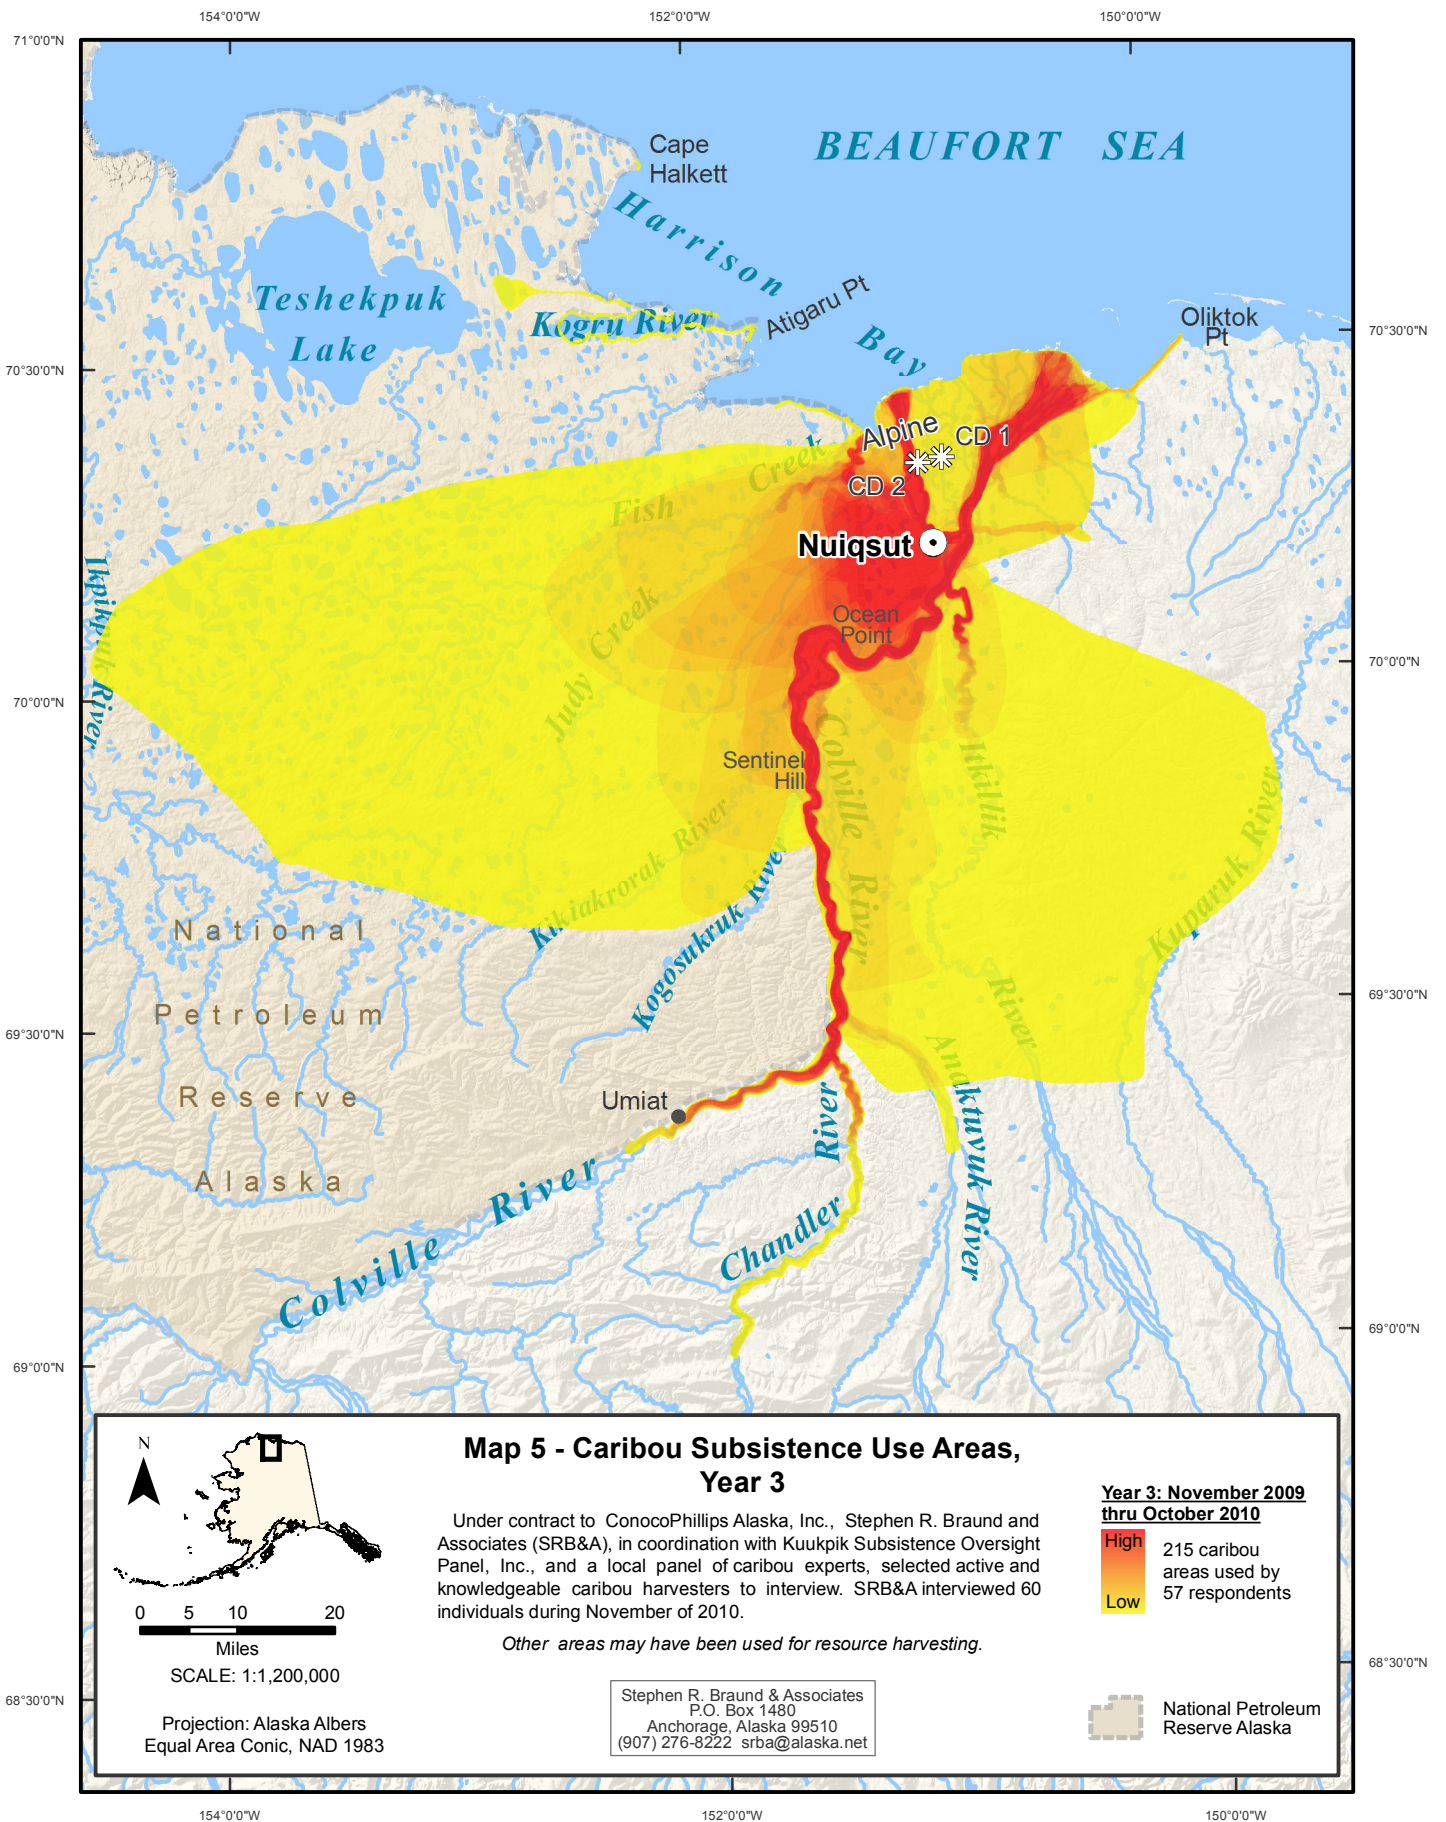 154°0'0"W
152°0'0"W
150°0'0"W
71°0'0"N
Cape
Halkett
BEAUFORT SEA
Harrison
Bay
Teshekpuk
Lake
Kogru River
Atigaru Pt
Oliktok
Pt
70°30'0"N
70°30'0"N
Alpine
CD 1
CD 2
Fish
Creek
Nuiqsut
Ikpikpuk River
Judy
Creek
Ocean
Point
70°0'0"N
70°0'0"N
Sentinel
Hill
Colville
River
Itkillik
River
Kikiakrorak River
Kogosukruk River
Kuparuk River
National
Petroleum
Reserve
Alaska
69°30'0"N
69°30'0"N
Anaktuvuk River
Umiat
Chandler
River
Colville River
69°0'0"N
69°0'0"N
N
Map 5 - Caribou Subsistence Use Areas,
Year 3
Under contract to ConocoPhillips Alaska, Inc., Stephen R. Braund and
Associates (SRB&A), in coordination with Kuukpik Subsistence Oversight
Panel, Inc., and a local panel of caribou experts, selected active and
knowledgeable caribou harvesters to interview. SRB&A interviewed 60
individuals during November of 2010.
Other areas may have been used for resource harvesting.
Stephen R. Braund & Associates
P.O. Box 1480
Anchorage, Alaska 99510
(907) 276-8222 srba@alaska.net
0 5 10 20
Miles
SCALE: 1:1,200,000
Projection: Alaska Albers
Equal Area Conic, NAD 1983
Year 3: November 2009
thru October 2010
High
Low
215 caribou
areas used by
57 respondents
National Petroleum
Reserve Alaska
68°30'0"N
68°30'0"N
154°0'0"W
152°0'0"W
150°0'0"W